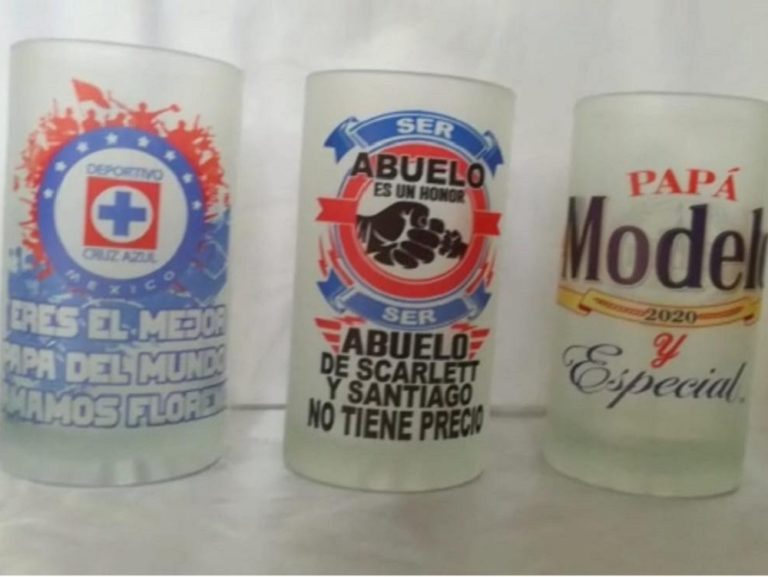 DEPORTIVO
CRUZ AZUL
MEXICO
ERES EL MEJOR
PAPA DEL MUNDO
SER
ABUELO
ES UN HONOR
SER
ABUELO
DE SCARLETT
Y SANTIAGO
NO TIENE PRECIO
PAPÁ
Modelo
2020
y
Especial